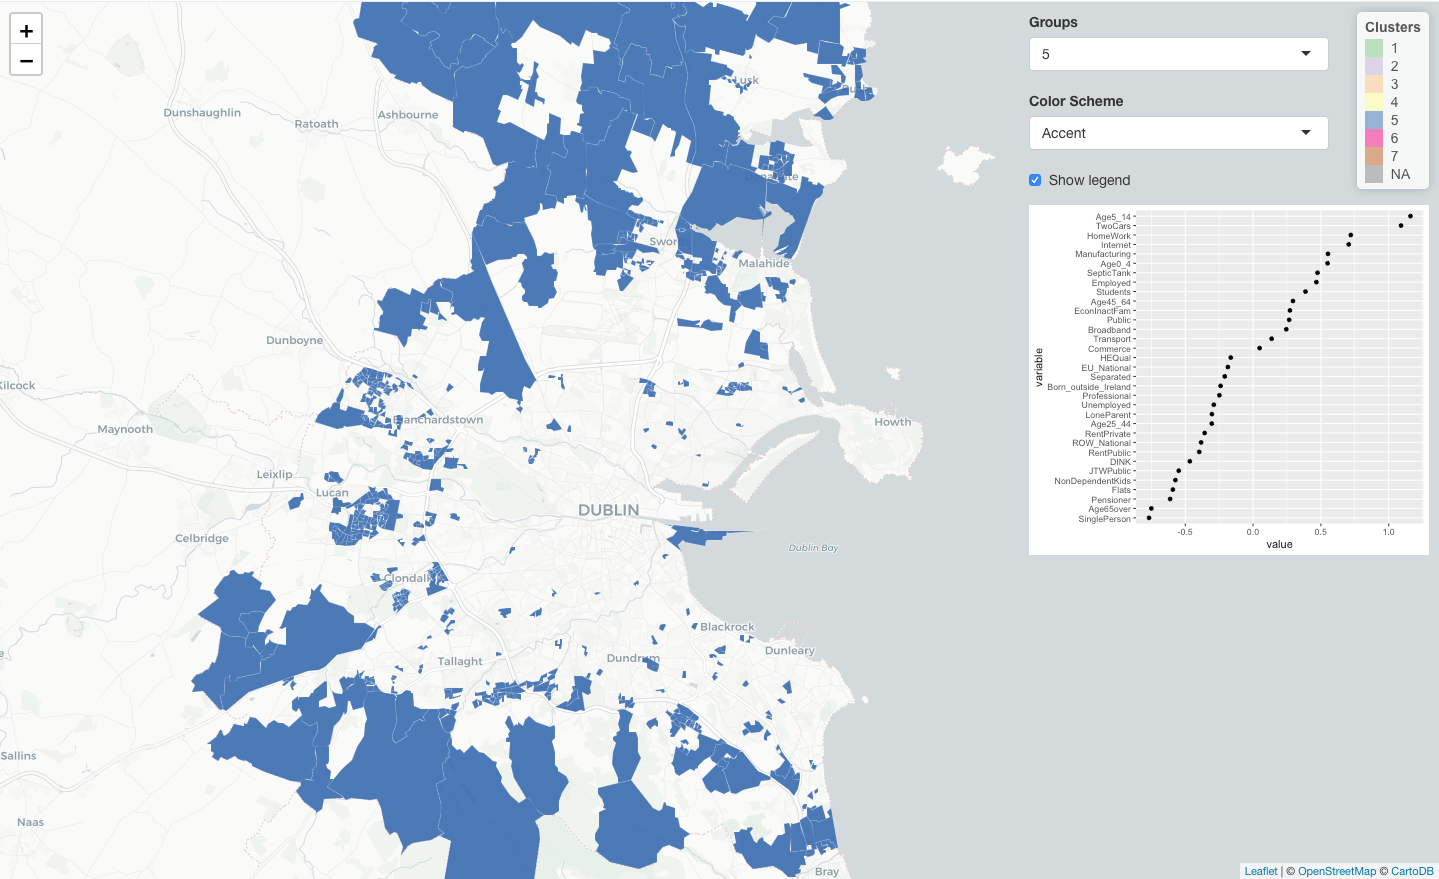 +
−
Dunshaughlin
Ratoath
Ashbourne
Lusk
Swor
Malahide
Dunboyne
Kilcock
Blanchardstown
Maynooth
Howth
Leixlip
Lucan
DUBLIN
Celbridge
Dublin Bay
Clondalk
Blackrock
Dunleary
Tallaght
Dundrum
Sallins
Naas
Bray
Groups
5
Color Scheme
Accent
Show legend
Clusters
1
2
3
4
5
6
7
NA
variable
Age5_14
TwoCars
HomeWork
Internet
Manufacturing
Age0_4
SepticTank
Employed
Students
Age45_64
EconInactFam
Public
Broadband
Transport
Commerce
HEQual
EU_National
Separated
Born_outside_Ireland
Professional
Unemployed
LoneParent
Age25_44
RentPrivate
ROW_National
RentPublic
DINK
JTWPublic
NonDependentKids
Flats
Pensioner
Age65over
SinglePerson
-0.5 0.0 0.5 1.0
value
Leaflet | © OpenStreetMap © CartoDB